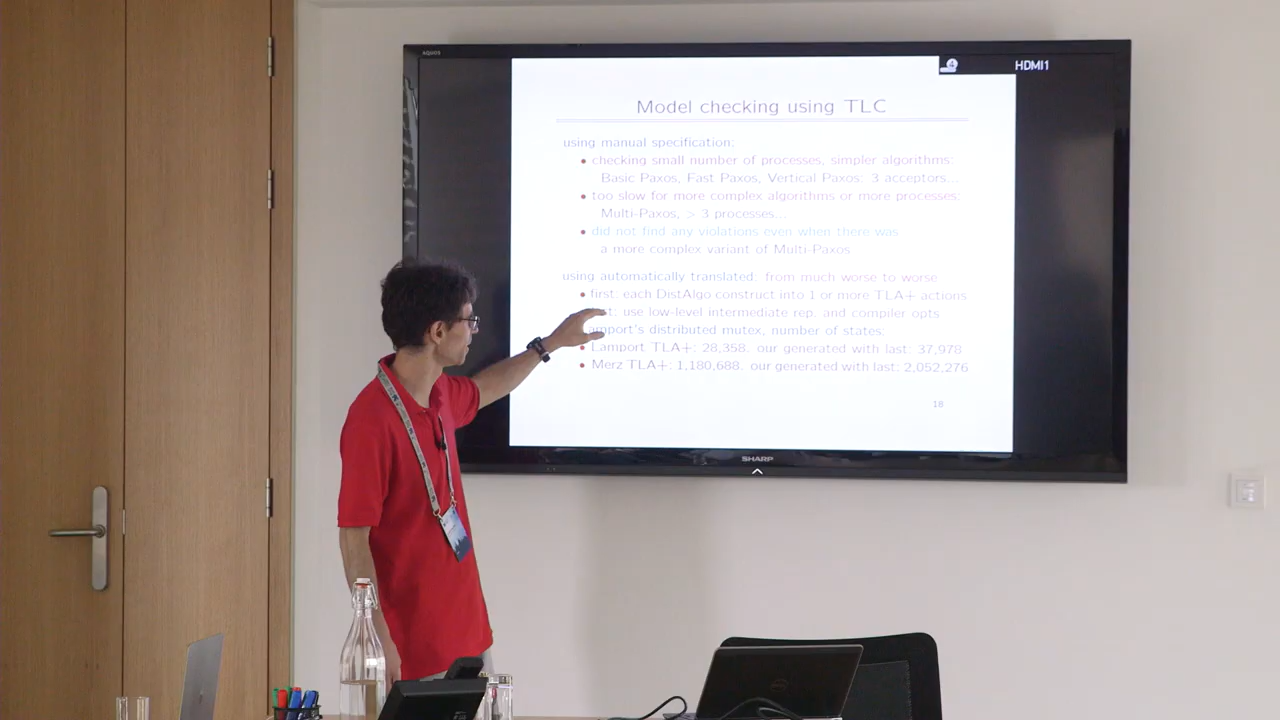 AQUOS
HDMI1
Model checking using TLC
using manual specification:
• checking small number of processes, simpler algorithms:
Basic Paxos, Fast Paxos, Vertical Paxos: 3 acceptors...
• too slow for more complex algorithms or more processes:
Multi-Paxos, > 3 processes...
• did not find any violations even when there was
a more complex variant of Multi-Paxos
using automatically translated: from much worse to worse
• first: each DistAlgo construct into 1 or more TLA+ actions
use low-level intermediate rep. and compiler opts
distributed mutex, number of states:
• Lamport TLA+: 28,358. our generated with last: 37,978
• Merz TLA+: 1,180,688. our generated with last: 2,052,276
18
SHARP